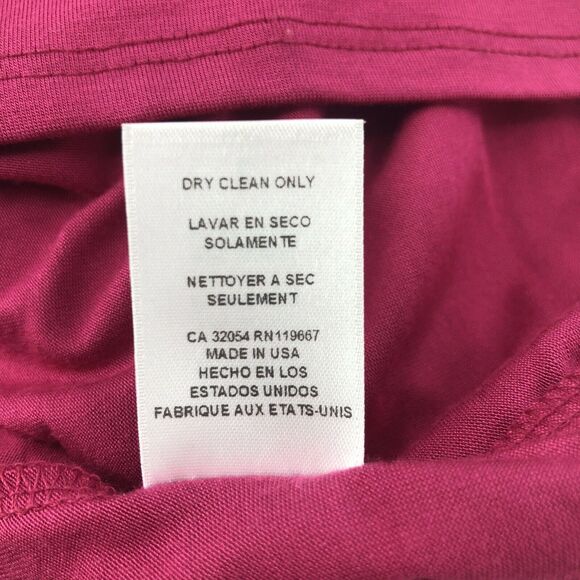 DRY CLEAN ONLY
LAVAR EN SECO
SOLAMENTE
NETTOYER A SEC
SEULEMENT
CA 32054 RN119667
MADE IN USA
HECHO EN LOS
ESTADOS UNIDOS
FABRIQUE AUX ETATS-UNIS